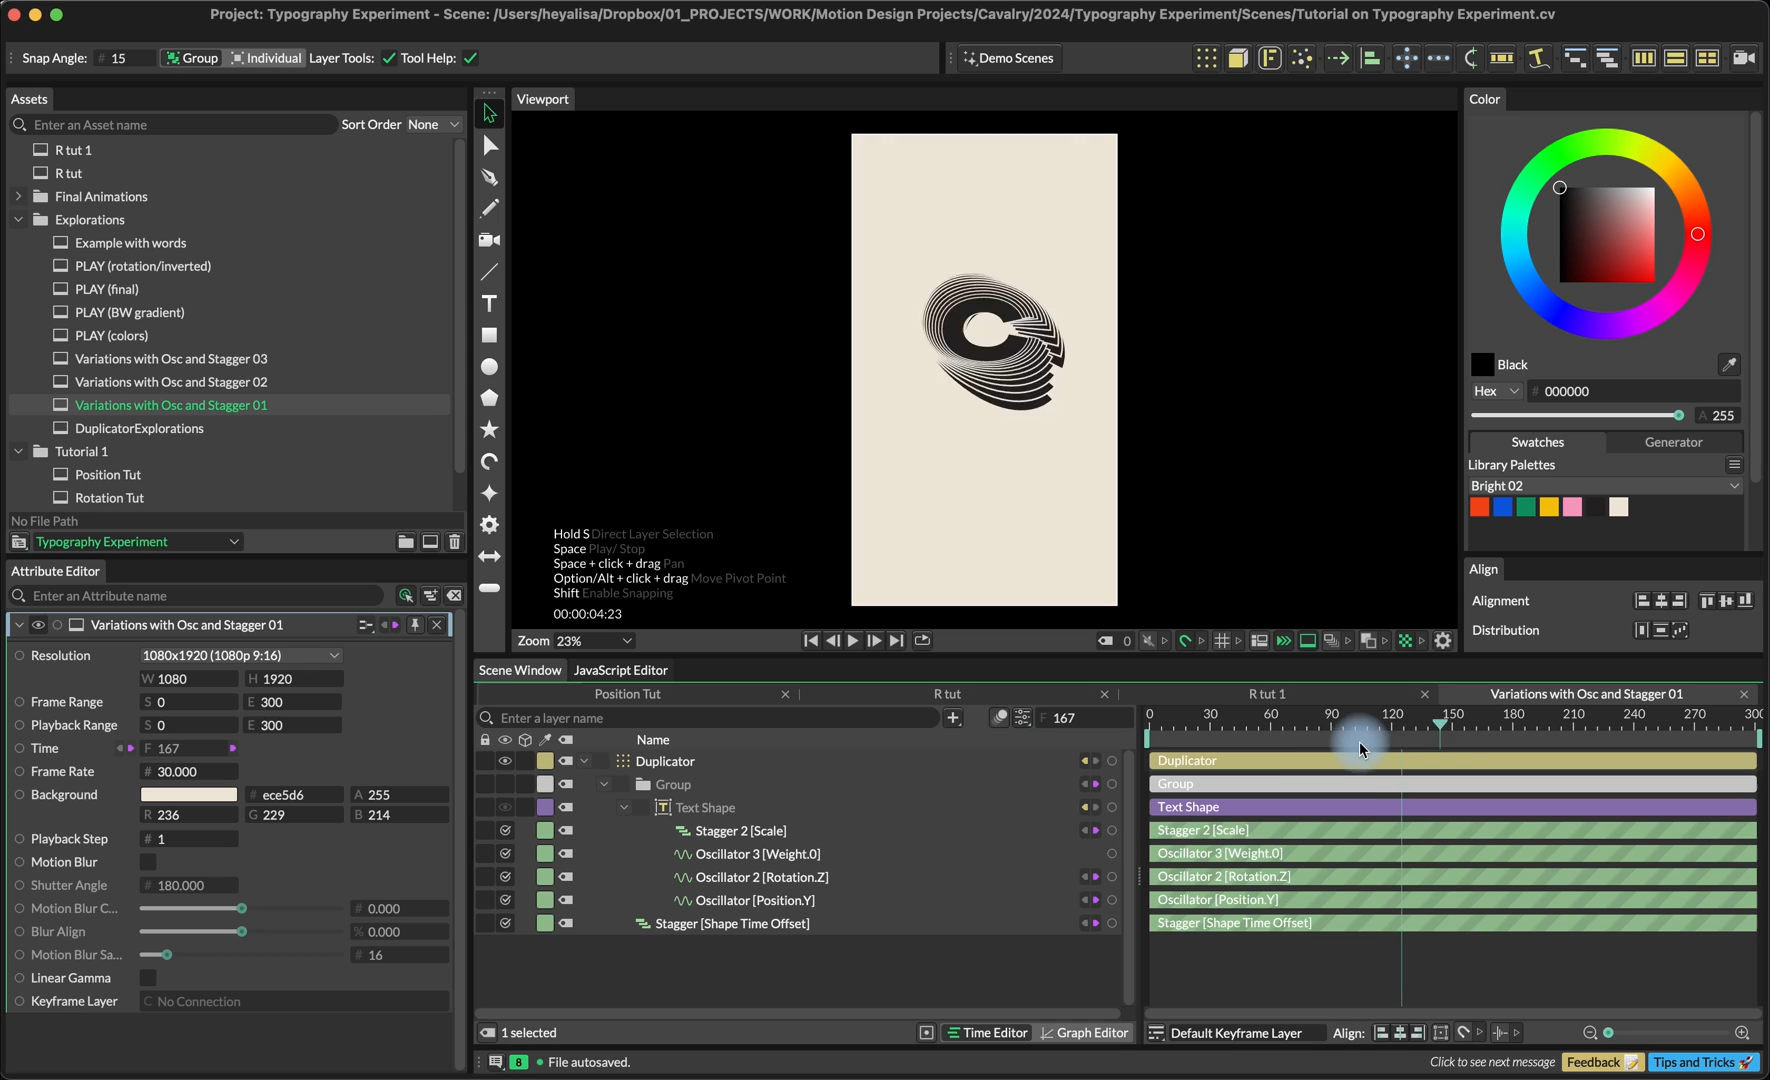 Project: Typography Experiment - Scene: /Users/heyalisa/Dropbox/01_PROJECTS/WORK/Motion Design Projects/Cavalry/2024/Typography Experiment/Scenes/Tutorial on Typography Experiment.cv
Snap Angle: # 15 Group Individual Layer Tools: Tool Help: Demo Scenes
Assets
Enter an Asset name Sort Order None
R tut 1
R tut
Final Animations
Explorations
Example with words
PLAY (rotation/inverted)
PLAY (final)
PLAY (BW gradient)
PLAY (colors)
Variations with Osc and Stagger 03
Variations with Osc and Stagger 02
Variations with Osc and Stagger 01
DuplicatorExplorations
Tutorial 1
Position Tut
Rotation Tut
No File Path
Typography Experiment
Attribute Editor
Enter an Attribute name
Variations with Osc and Stagger 01
Resolution 1080x1920 (1080p 9:16)
W 1080 H 1920
Frame Range S 0 E 300
Playback Range S 0 E 300
Time F 167
Frame Rate # 30.000
Background # ece5d6 A 255
R 236 G 229 B 214
Playback Step # 1
Motion Blur
Shutter Angle # 180.000
Motion Blur C... # 0.000
Blur Align % 0.000
Motion Blur Sa... # 16
Linear Gamma
Keyframe Layer C No Connection
Viewport
Hold S Direct Layer Selection
Space Play/ Stop
Space + click + drag Pan
Option/Alt + click + drag Move Pivot Point
Shift Enable Snapping
00:00:04:23
Zoom 23% 0
Color
Black
Hex # 000000
A 255
Swatches Generator
Library Palettes
Bright 02
Align
Alignment
Distribution
Scene Window JavaScript Editor
Position Tut R tut R tut 1 Variations with Osc and Stagger 01
Enter a layer name F 167 0 30 60 90 120 150 180 210 240 270 300
Name
Duplicator Duplicator
Group Group
Text Shape Text Shape
Stagger 2 [Scale] Stagger 2 [Scale]
Oscillator 3 [Weight.0] Oscillator 3 [Weight.0]
Oscillator 2 [Rotation.Z] Oscillator 2 [Rotation.Z]
Oscillator [Position.Y] Oscillator [Position.Y]
Stagger [Shape Time Offset] Stagger [Shape Time Offset]
1 selected Time Editor Graph Editor Default Keyframe Layer Align:
8 File autosaved. Click to see next message Feedback Tips and Tricks